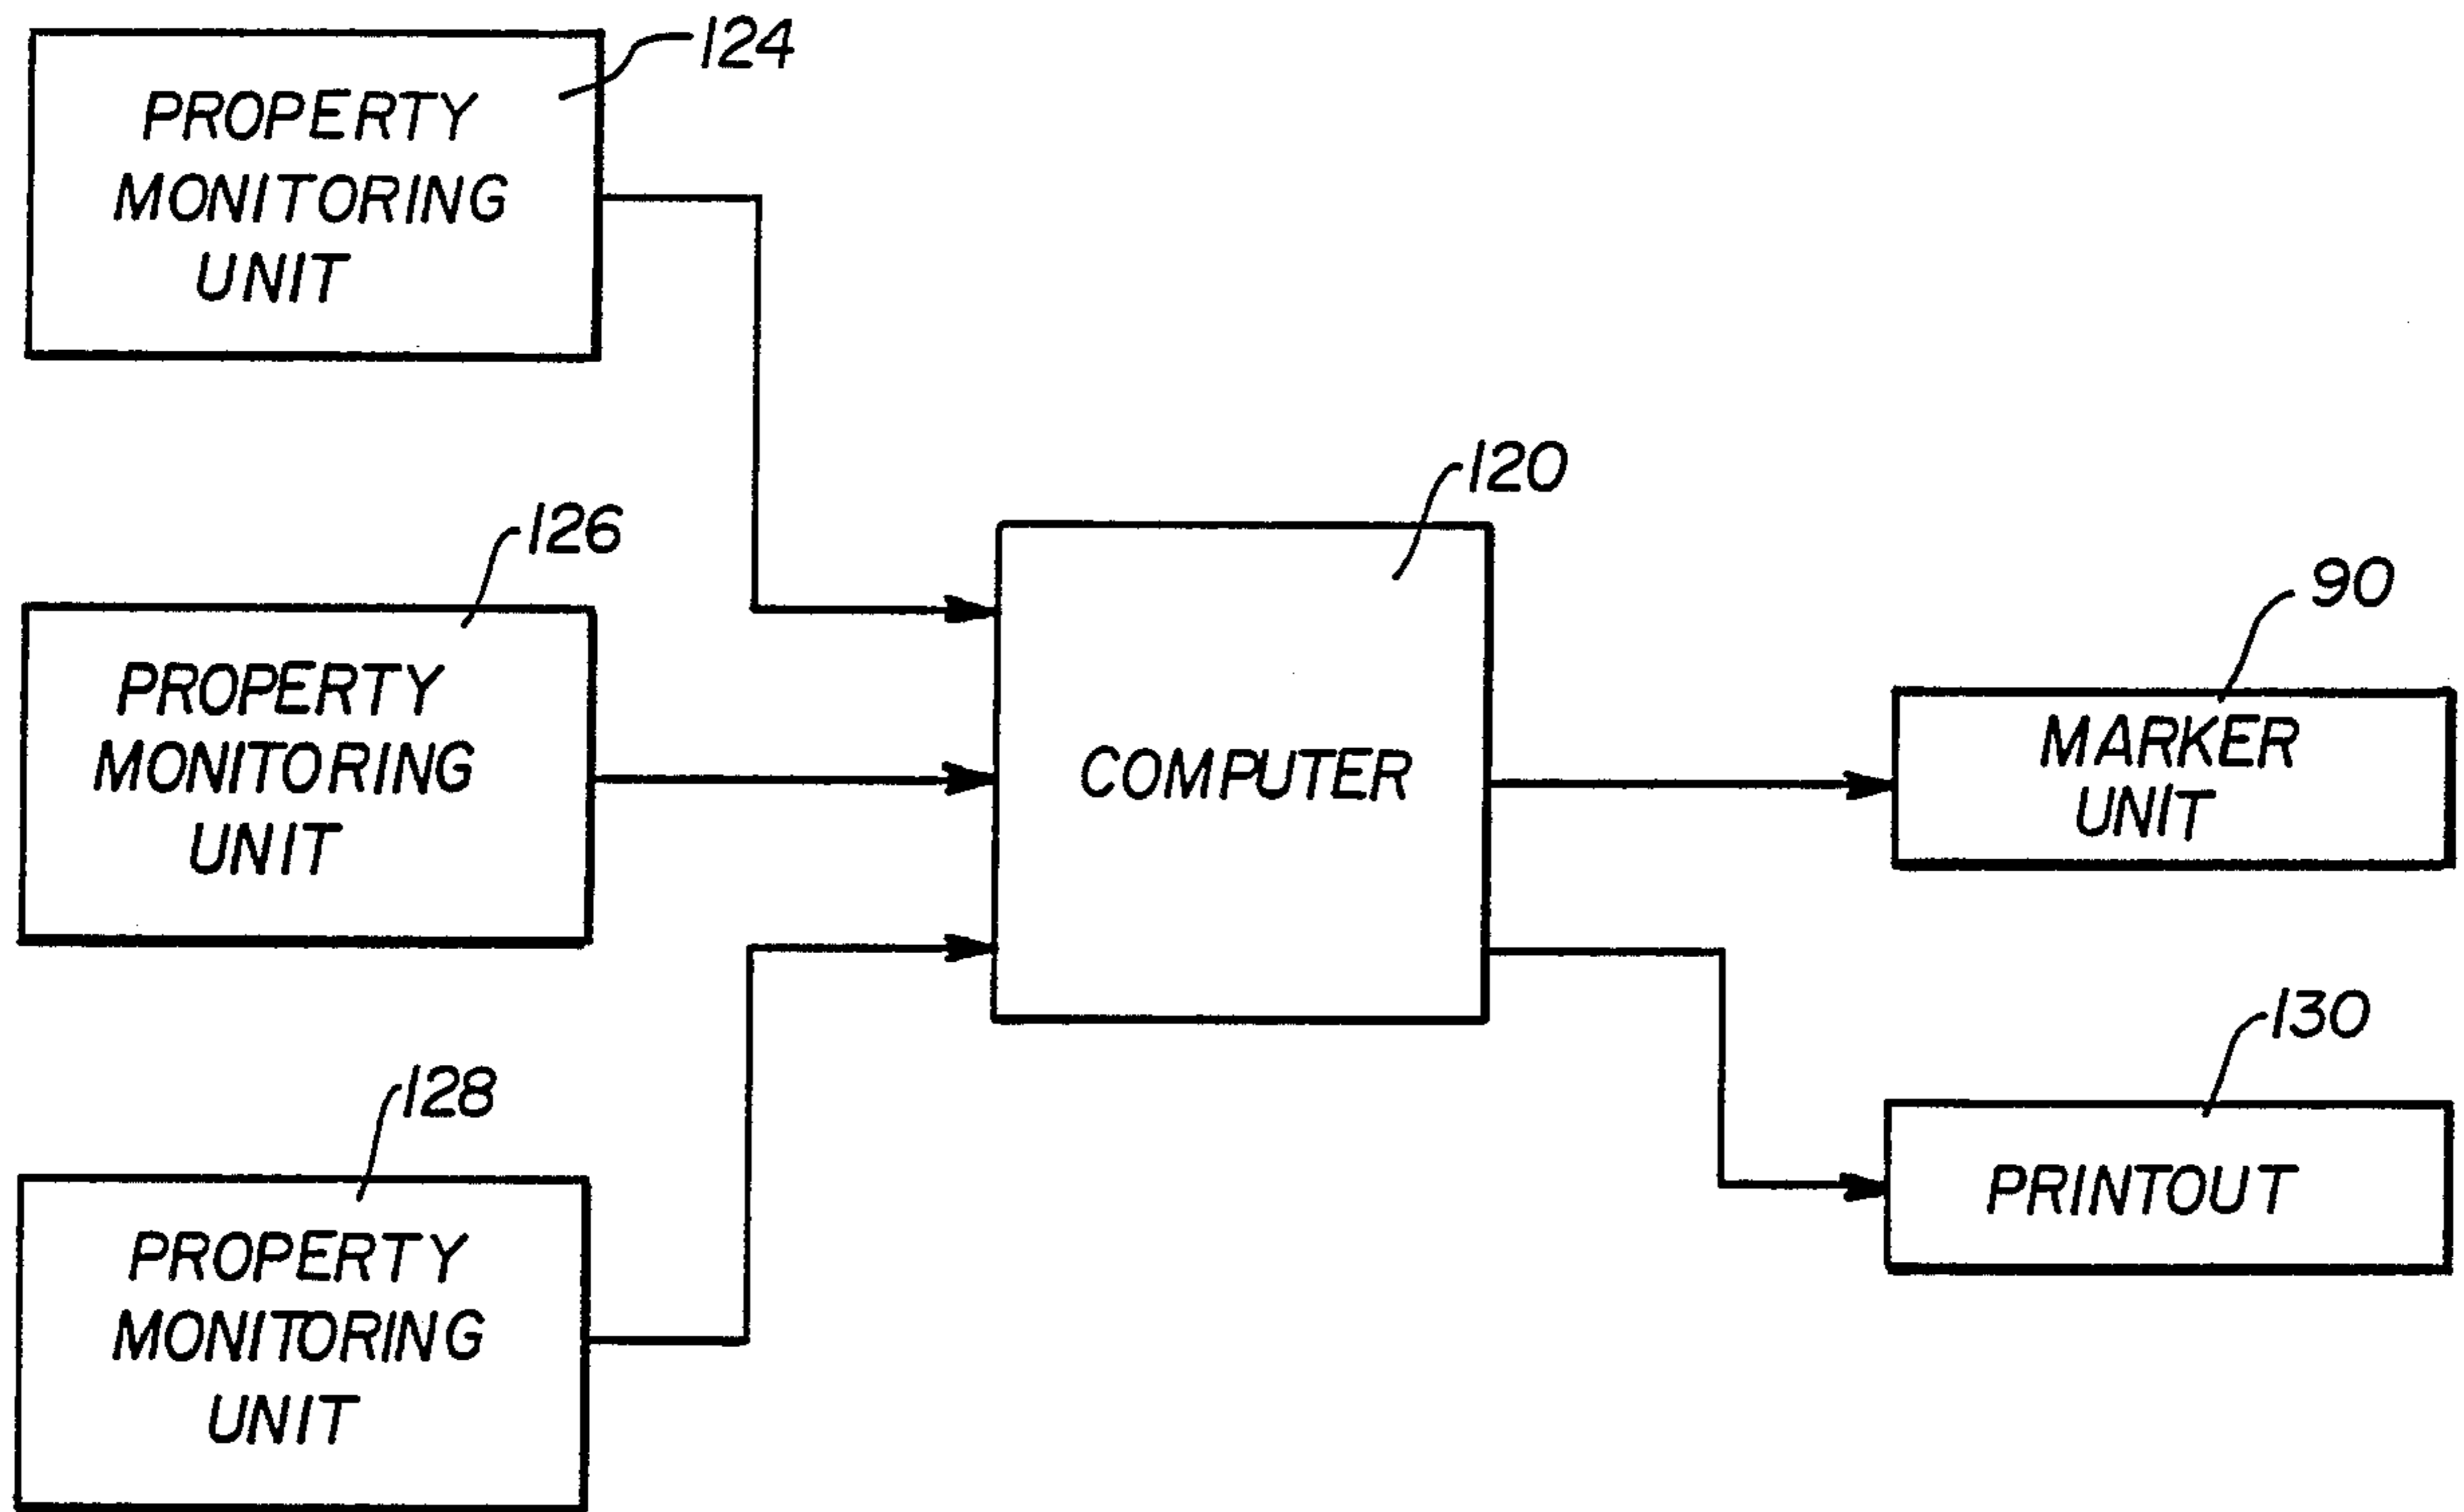 124
PROPERTY
MONITORING
UNIT
126
PROPERTY
MONITORING
UNIT
128
PROPERTY
MONITORING
UNIT
120
COMPUTER
90
MARKER
UNIT
130
PRINTOUT